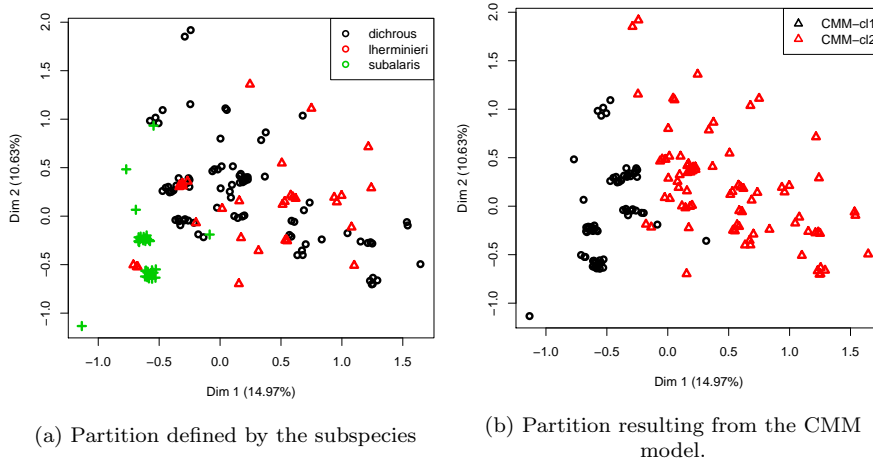 dichrous
lherminieri
subalaris
2.0
1.5
1.0
0.5
0.0
−0.5
−1.0
Dim 2 (10.63%)
−1.0 −0.5 0.0 0.5 1.0 1.5
Dim 1 (14.97%)
(a) Partition defined by the subspecies
CMM−cl1
CMM−cl2
2.0
1.5
1.0
0.5
0.0
−0.5
−1.0
Dim 2 (10.63%)
−1.0 −0.5 0.0 0.5 1.0 1.5
Dim 1 (14.97%)
(b) Partition resulting from the CMM
model.